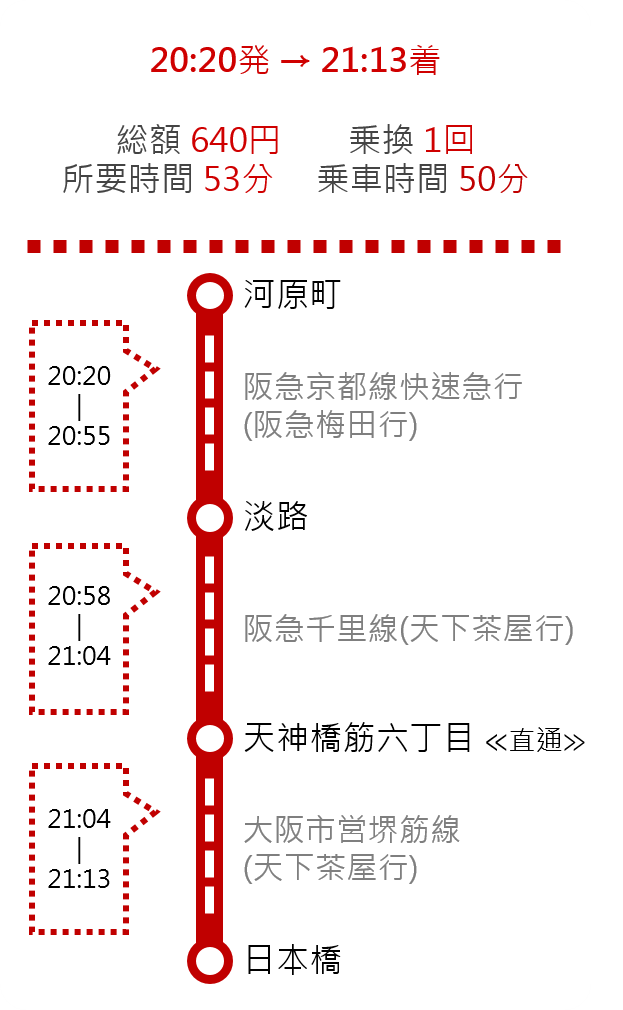 20:20発 → 21:13着
総額 640円 乗換 1回
所要時間 53分 乗車時間 50分
河原町
20:20
|
20:55
阪急京都線快速急行
(阪急梅田行)
淡路
20:58
|
21:04
阪急千里線(天下茶屋行)
天神橋筋六丁目 ≪直通≫
21:04
|
21:13
大阪市営堺筋線
(天下茶屋行)
日本橋